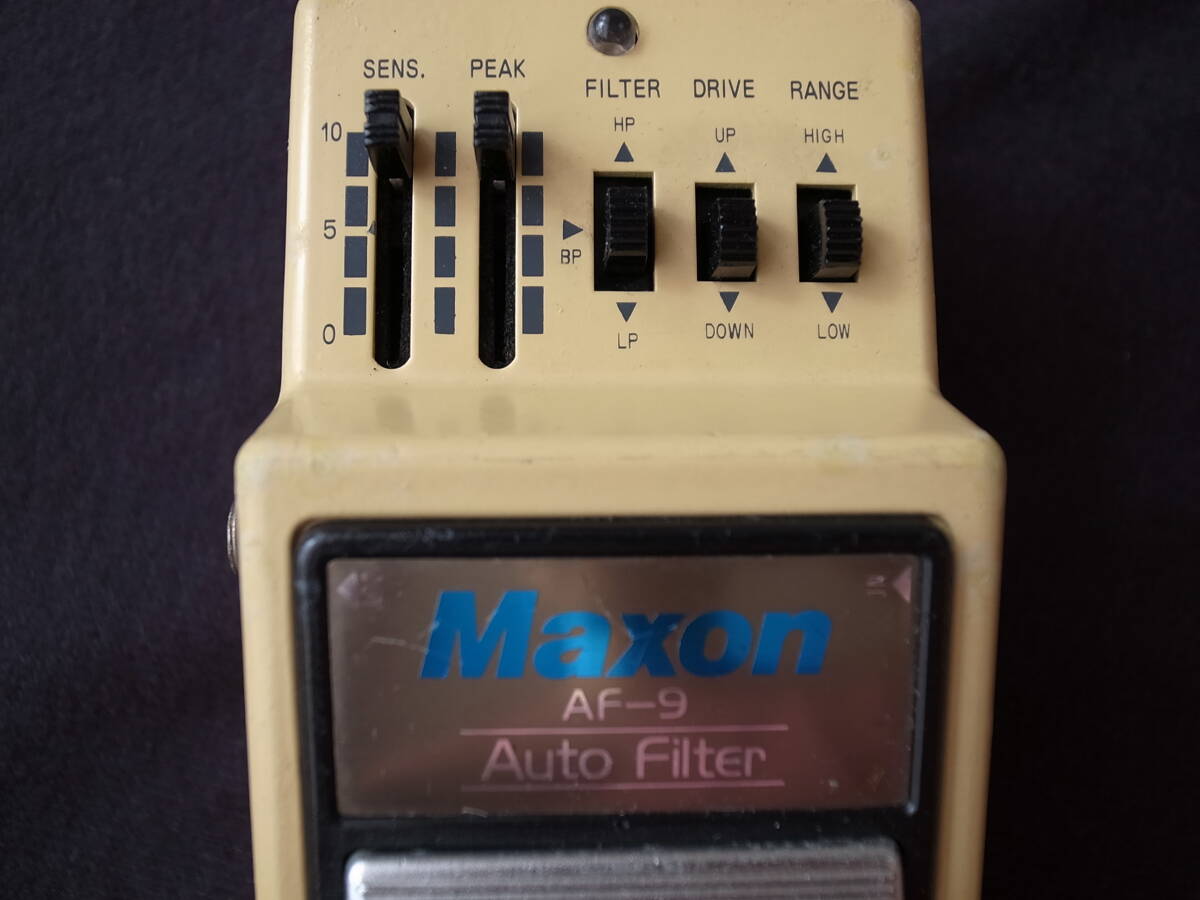 SENS. PEAK
FILTER DRIVE RANGE
HP UP HIGH
10
5
BP
0
LP DOWN LOW
Maxon
AF-9
Auto Filter